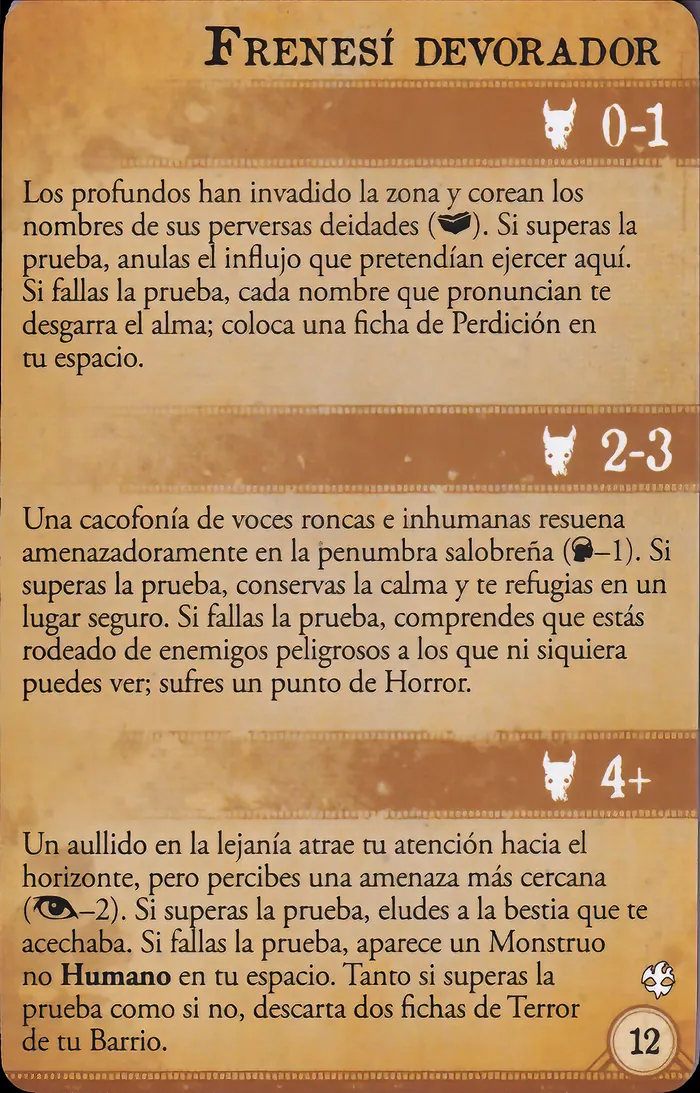 Frenesí devorador
0-1
Los profundos han invadido la zona y corean los
nombres de sus perversas deidades (). Si superas la
prueba, anulas el influjo que pretendían ejercer aquí.
Si fallas la prueba, cada nombre que pronuncian te
desgarra el alma; coloca una ficha de Perdición en
tu espacio.
2-3
Una cacofonía de voces roncas e inhumanas resuena
amenazadoramente en la penumbra salobreña (–1). Si
superas la prueba, conservas la calma y te refugias en un
lugar seguro. Si fallas la prueba, comprendes que estás
rodeado de enemigos peligrosos a los que ni siquiera
puedes ver; sufres un punto de Horror.
4+
Un aullido en la lejanía atrae tu atención hacia el
horizonte, pero percibes una amenaza más cercana
(–2). Si superas la prueba, eludes a la bestia que te
acechaba. Si fallas la prueba, aparece un Monstruo
no Humano en tu espacio. Tanto si superas la
prueba como si no, descarta dos fichas de Terror
de tu Barrio.
12